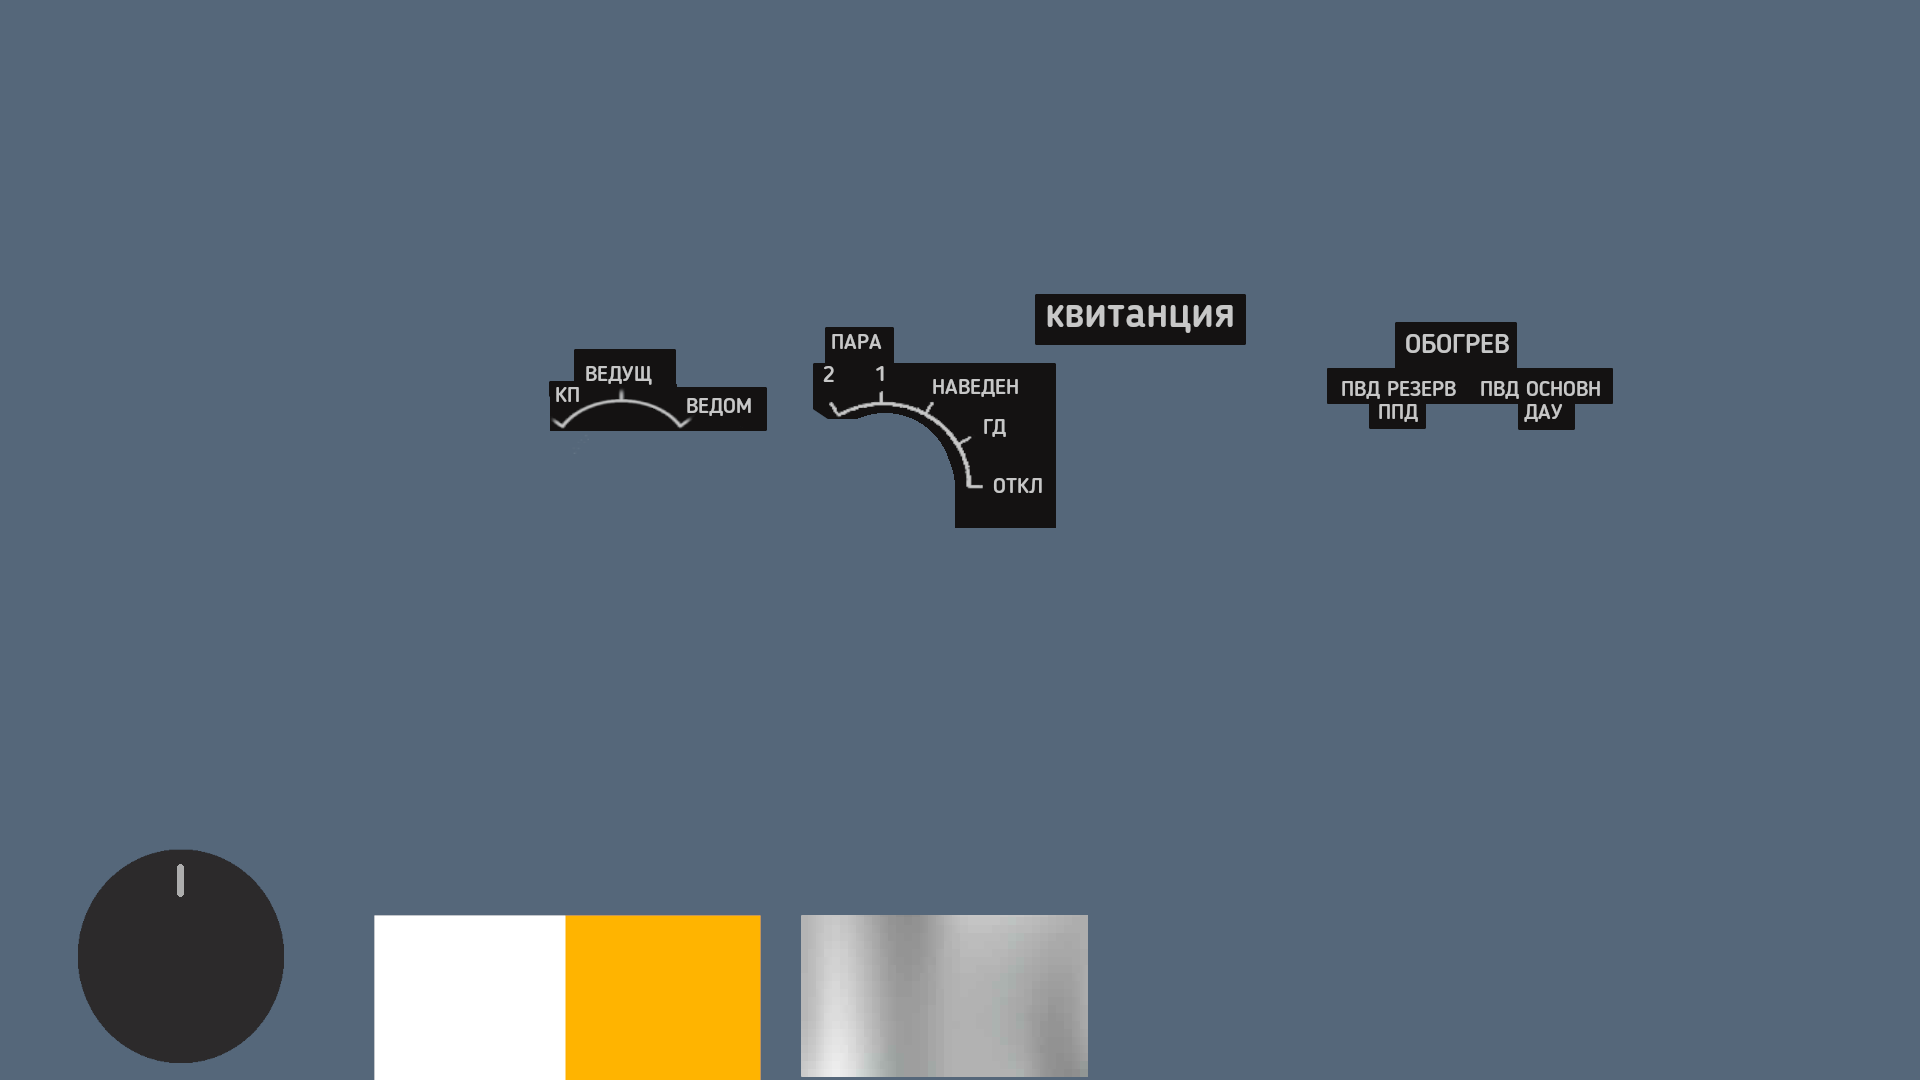 ВЕДУЩ
КП
ВЕДОМ
ПАРА
2 1
НАВЕДЕН
ГД
ОТКЛ
квитанция
ОБОГРЕВ
ПВД РЕЗЕРВ ПВД ОСНОВН
ППД ДАУ